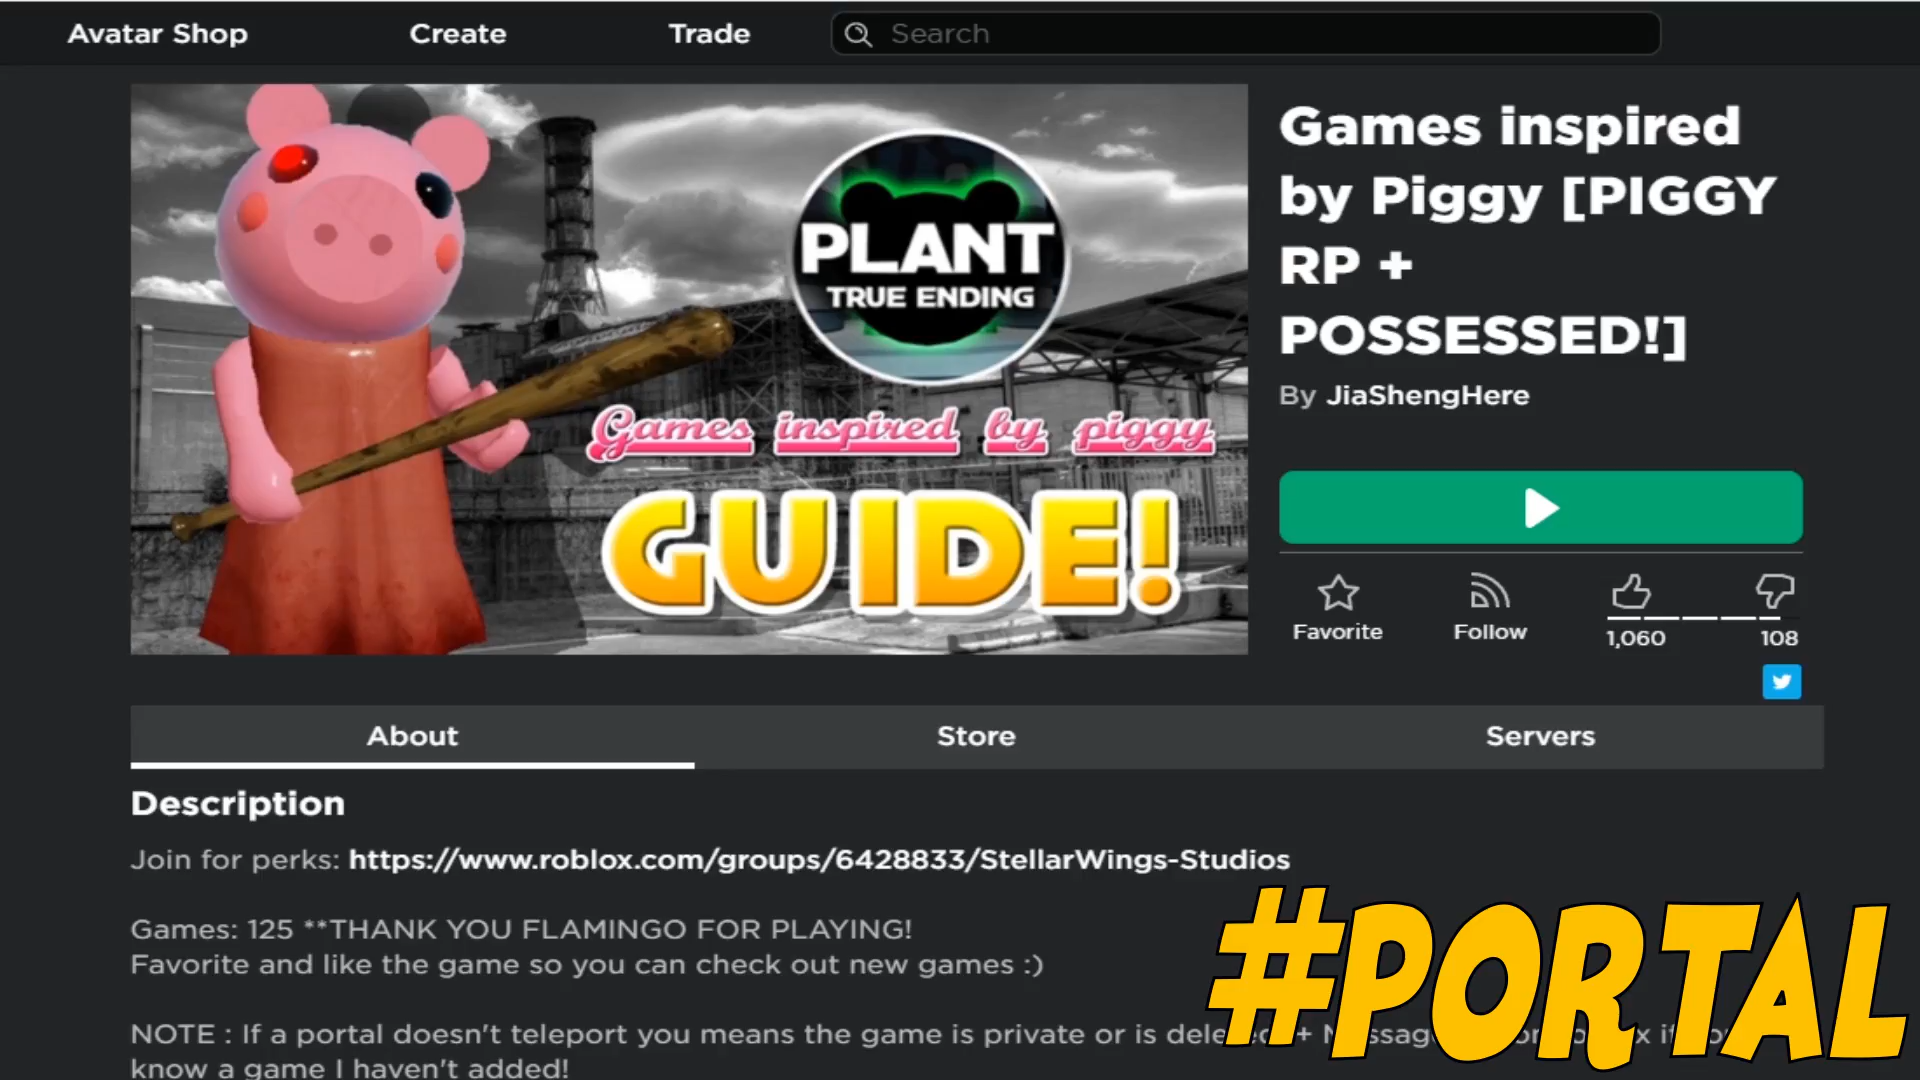 Avatar Shop
Create
Trade
Search
PLANT
TRUE ENDING
Games inspired by piggy
GUIDE!
Games inspired
by Piggy [PIGGY
RP +
POSSESSED!]
By JiaShengHere
Favorite
Follow
1,060
108
About
Store
Servers
Description
Join for perks: https://www.roblox.com/groups/6428833/StellarWings-Studios
Games: 125 **THANK YOU FLAMINGO FOR PLAYING!
Favorite and like the game so you can check out new games :)
NOTE : If a portal doesn't teleport you means the game is private or is +
know a game I haven't added!
#PORTAL